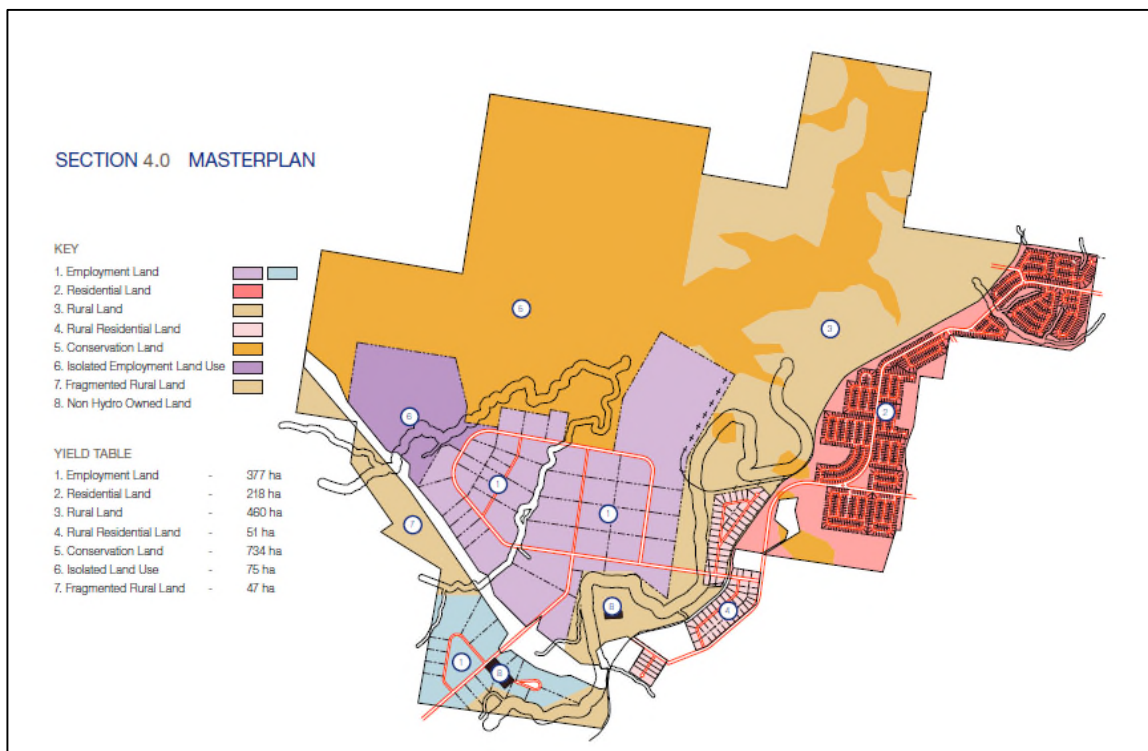 SECTION 4.0 MASTERPLAN
KEY
1. Employment Land
2. Residential Land
3. Rural Land
4. Rural Residential Land
5. Conservation Land
6. Isolated Employment Land Use
7. Fragmented Rural Land
8. Non Hydro Owned Land
YIELD TABLE
1. Employment Land - 377 ha
2. Residential Land - 218 ha
3. Rural Land - 460 ha
4. Rural Residential Land - 51 ha
5. Conservation Land - 734 ha
6. Isolated Land Use - 75 ha
7. Fragmented Rural Land - 47 ha
5
3
6
2
1
1
7
8
4
1
8